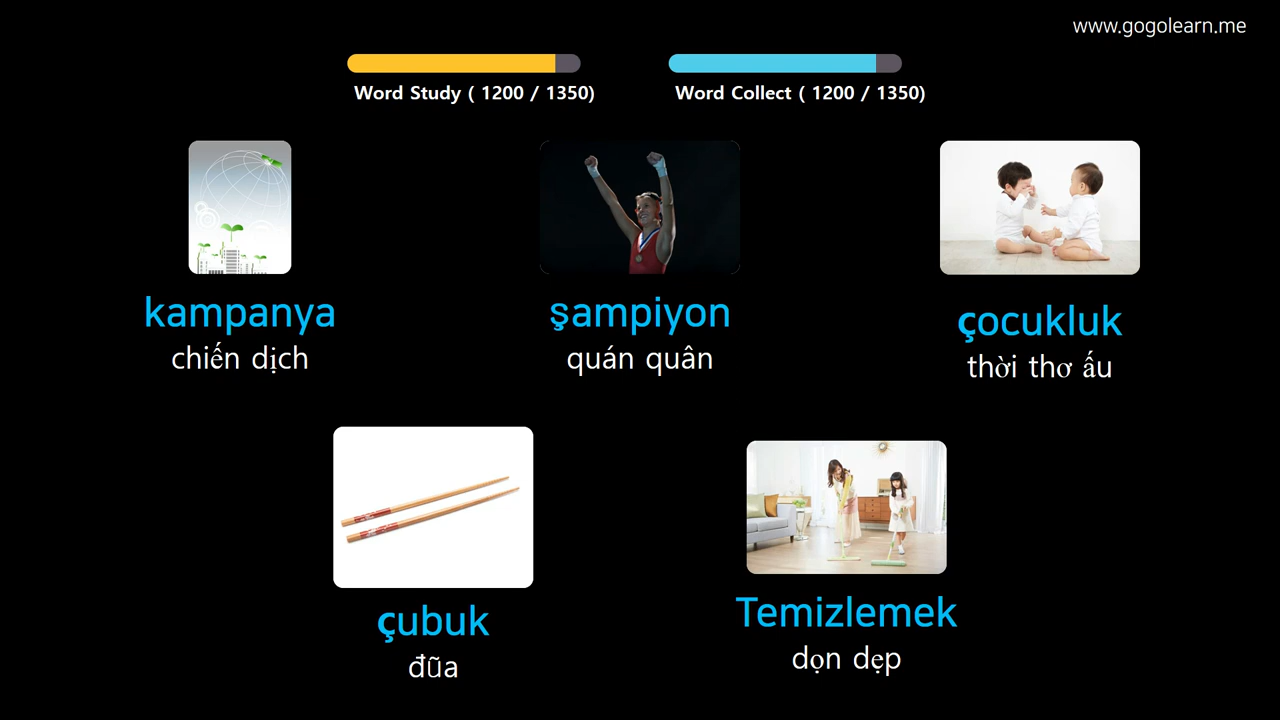 www.gogolearn.me
Word Study ( 1200 / 1350)
Word Collect ( 1200 / 1350)
kampanya
chiến dịch
şampiyon
quán quân
çocukluk
thời thơ ấu
çubuk
đũa
Temizlemek
dọn dẹp